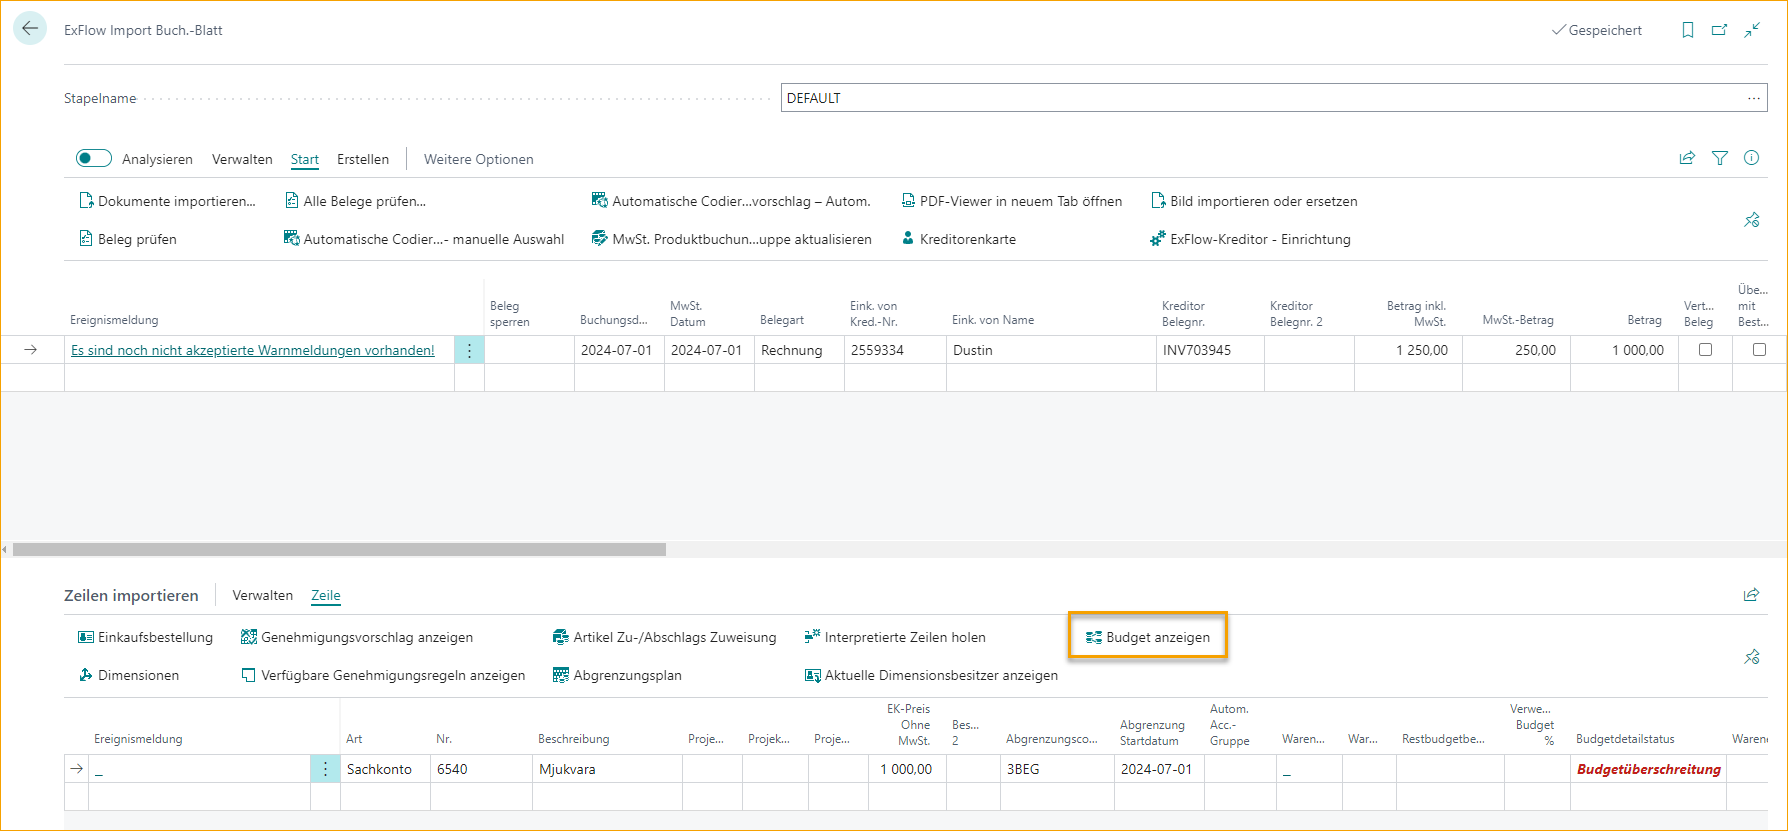 ExFlow Import Buch.-Blatt
Gespeichert
Stapelname
DEFAULT
...
Analysieren Verwalten Start Erstellen Weitere Optionen
Dokumente importieren... Alle Belege prüfen... Automatische Codier...vorschlag – Autom. PDF-Viewer in neuem Tab öffnen Bild importieren oder ersetzen
Beleg prüfen Automatische Codier...- manuelle Auswahl MwSt. Produktbuchun...uppe aktualisieren Kreditorenkarte ExFlow-Kreditor - Einrichtung
Ereignismeldung Beleg sperren Buchungsd... MwSt. Datum Belegart Eink. von Kred.-Nr. Eink. von Name Kreditor Belegnr. Kreditor Belegnr. 2 Betrag inkl. MwSt. MwSt.-Betrag Betrag Vert... Beleg Übe... mit Best...
Es sind noch nicht akzeptierte Warnmeldungen vorhanden! 2024-07-01 2024-07-01 Rechnung 2559334 Dustin INV703945 1 250,00 250,00 1 000,00
Zeilen importieren Verwalten Zeile
Einkaufsbestellung Genehmigungsvorschlag anzeigen Artikel Zu-/Abschlags Zuweisung Interpretierte Zeilen holen Budget anzeigen
Dimensionen Verfügbare Genehmigungsregeln anzeigen Abgrenzungsplan Aktuelle Dimensionsbesitzer anzeigen
Ereignismeldung Art Nr. Beschreibung Proje... Projek... Proje... EK-Preis Ohne MwSt. Bes... 2 Abgrenzungsco... Abgrenzung Startdatum Autom. Acc.- Gruppe Waren... War... Restbudgetbe... Verwe... Budget % Budgetdetailstatus Warene
_ Sachkonto 6540 Mjukvara 1 000,00 3BEG 2024-07-01 _ Budgetüberschreitung